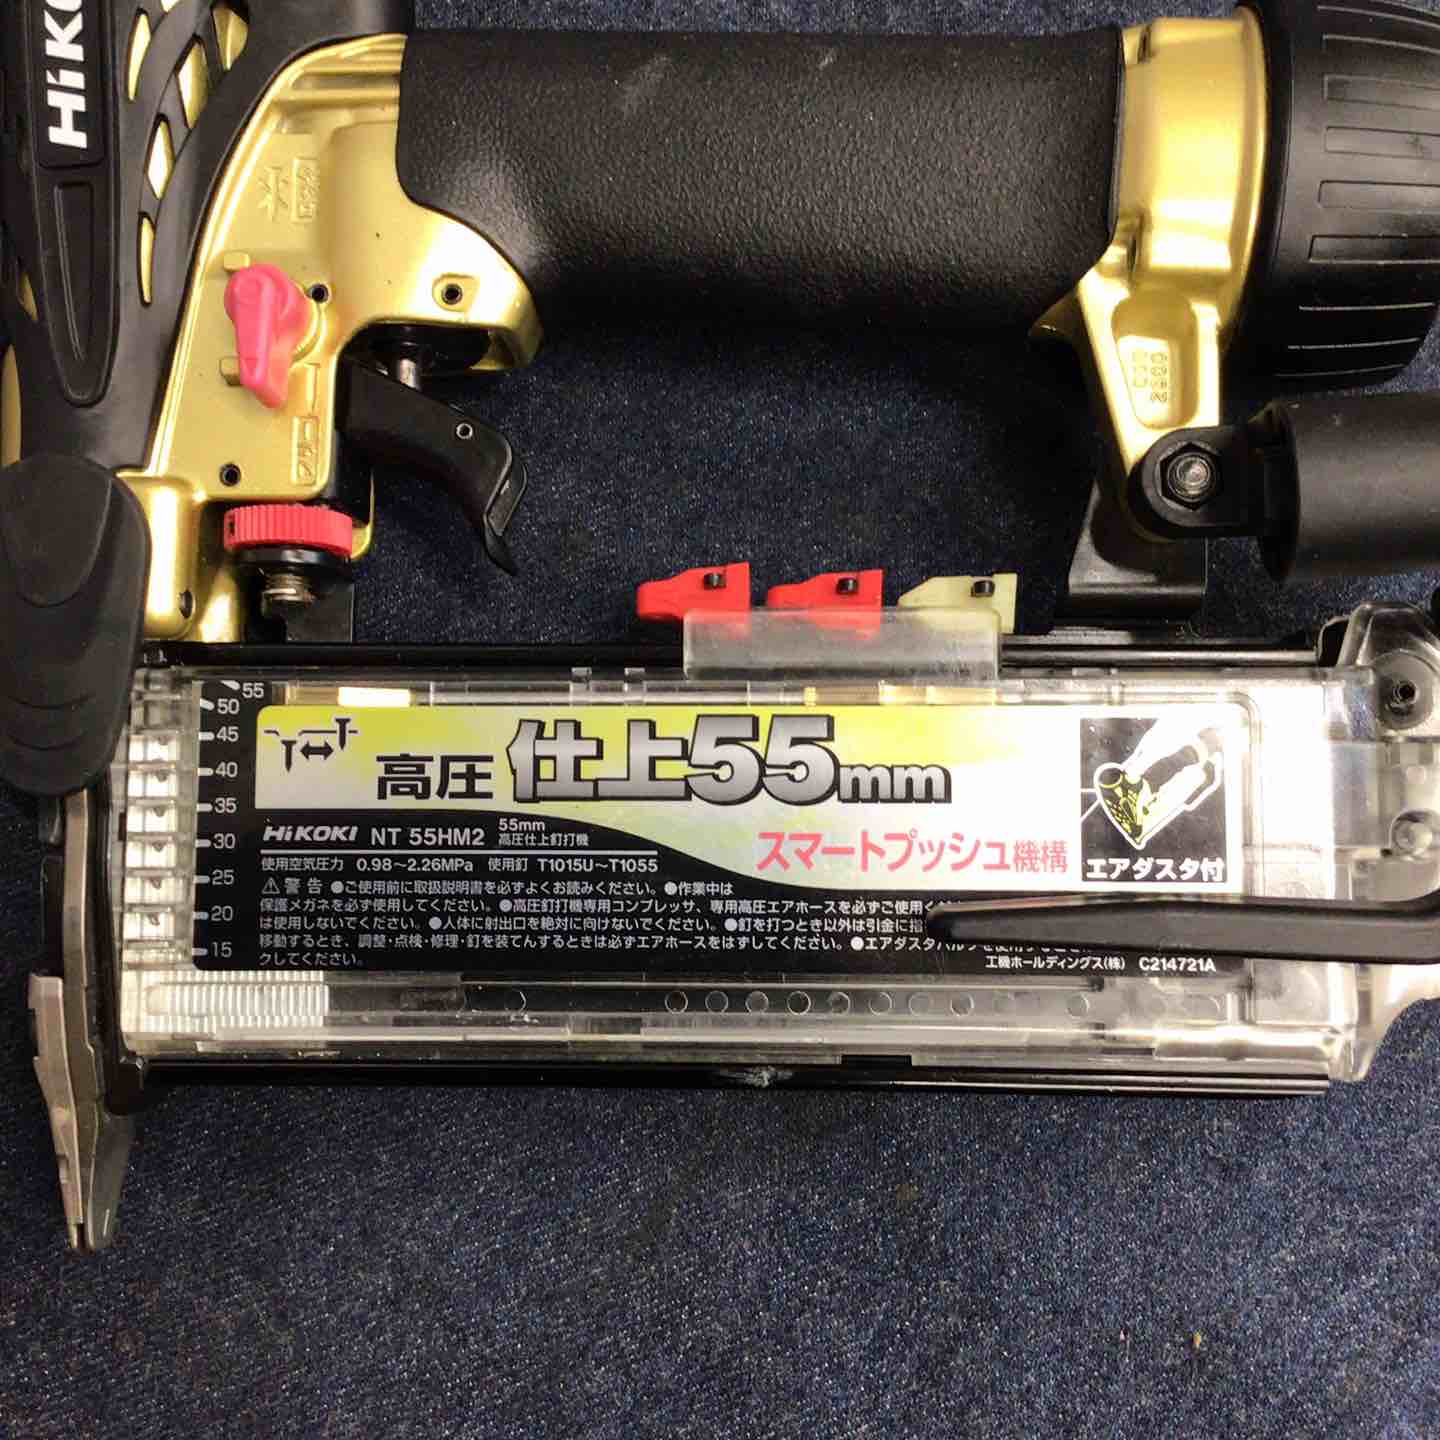 HiKO
55
50
45
40
35
30
25
20
15
高圧 仕上55mm
HiKOKI NT 55HM2 55mm 高圧仕上釘打機
スマートプッシュ機構
エアダスタ付
使用空気圧力 0.98〜2.26MPa 使用釘 T1015U〜T1055
⚠警告 ●ご使用前に取扱説明書を必ずよくお読みください。●作業中は
保護メガネを必ず使用してください。●高圧釘打機専用コンプレッサ、専用高圧エアホースを必ずご使用く
は使用しないでください。●人体に射出口を絶対に向けないでください。●釘を打つとき以外は引金に指
移動するとき、調整・点検・修理・釘を装てんするときは必ずエアホースをはずしてください。●エアダスタバルブを使用する
クしてください。
工機ホールディングス(株) C214721A